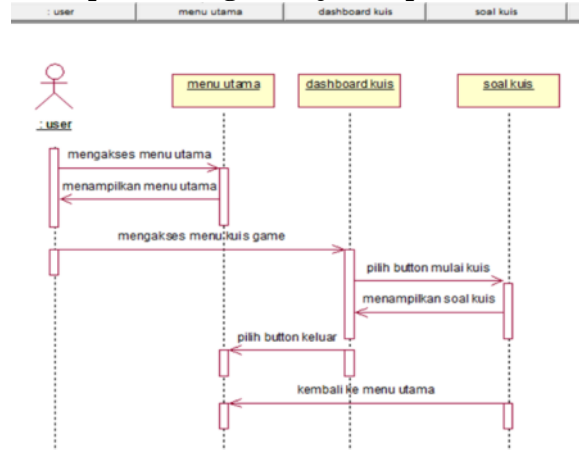 : user
menu utama
dashboard kuis
soal kuis
menu utama
dashboard kuis
soal kuis
: user
mengakses menu utama
menampilkan menu utama
mengakses menu kuis game
pilih button mulai kuis
menampilkan soal kuis
pilih button keluar
kembali ke menu utama